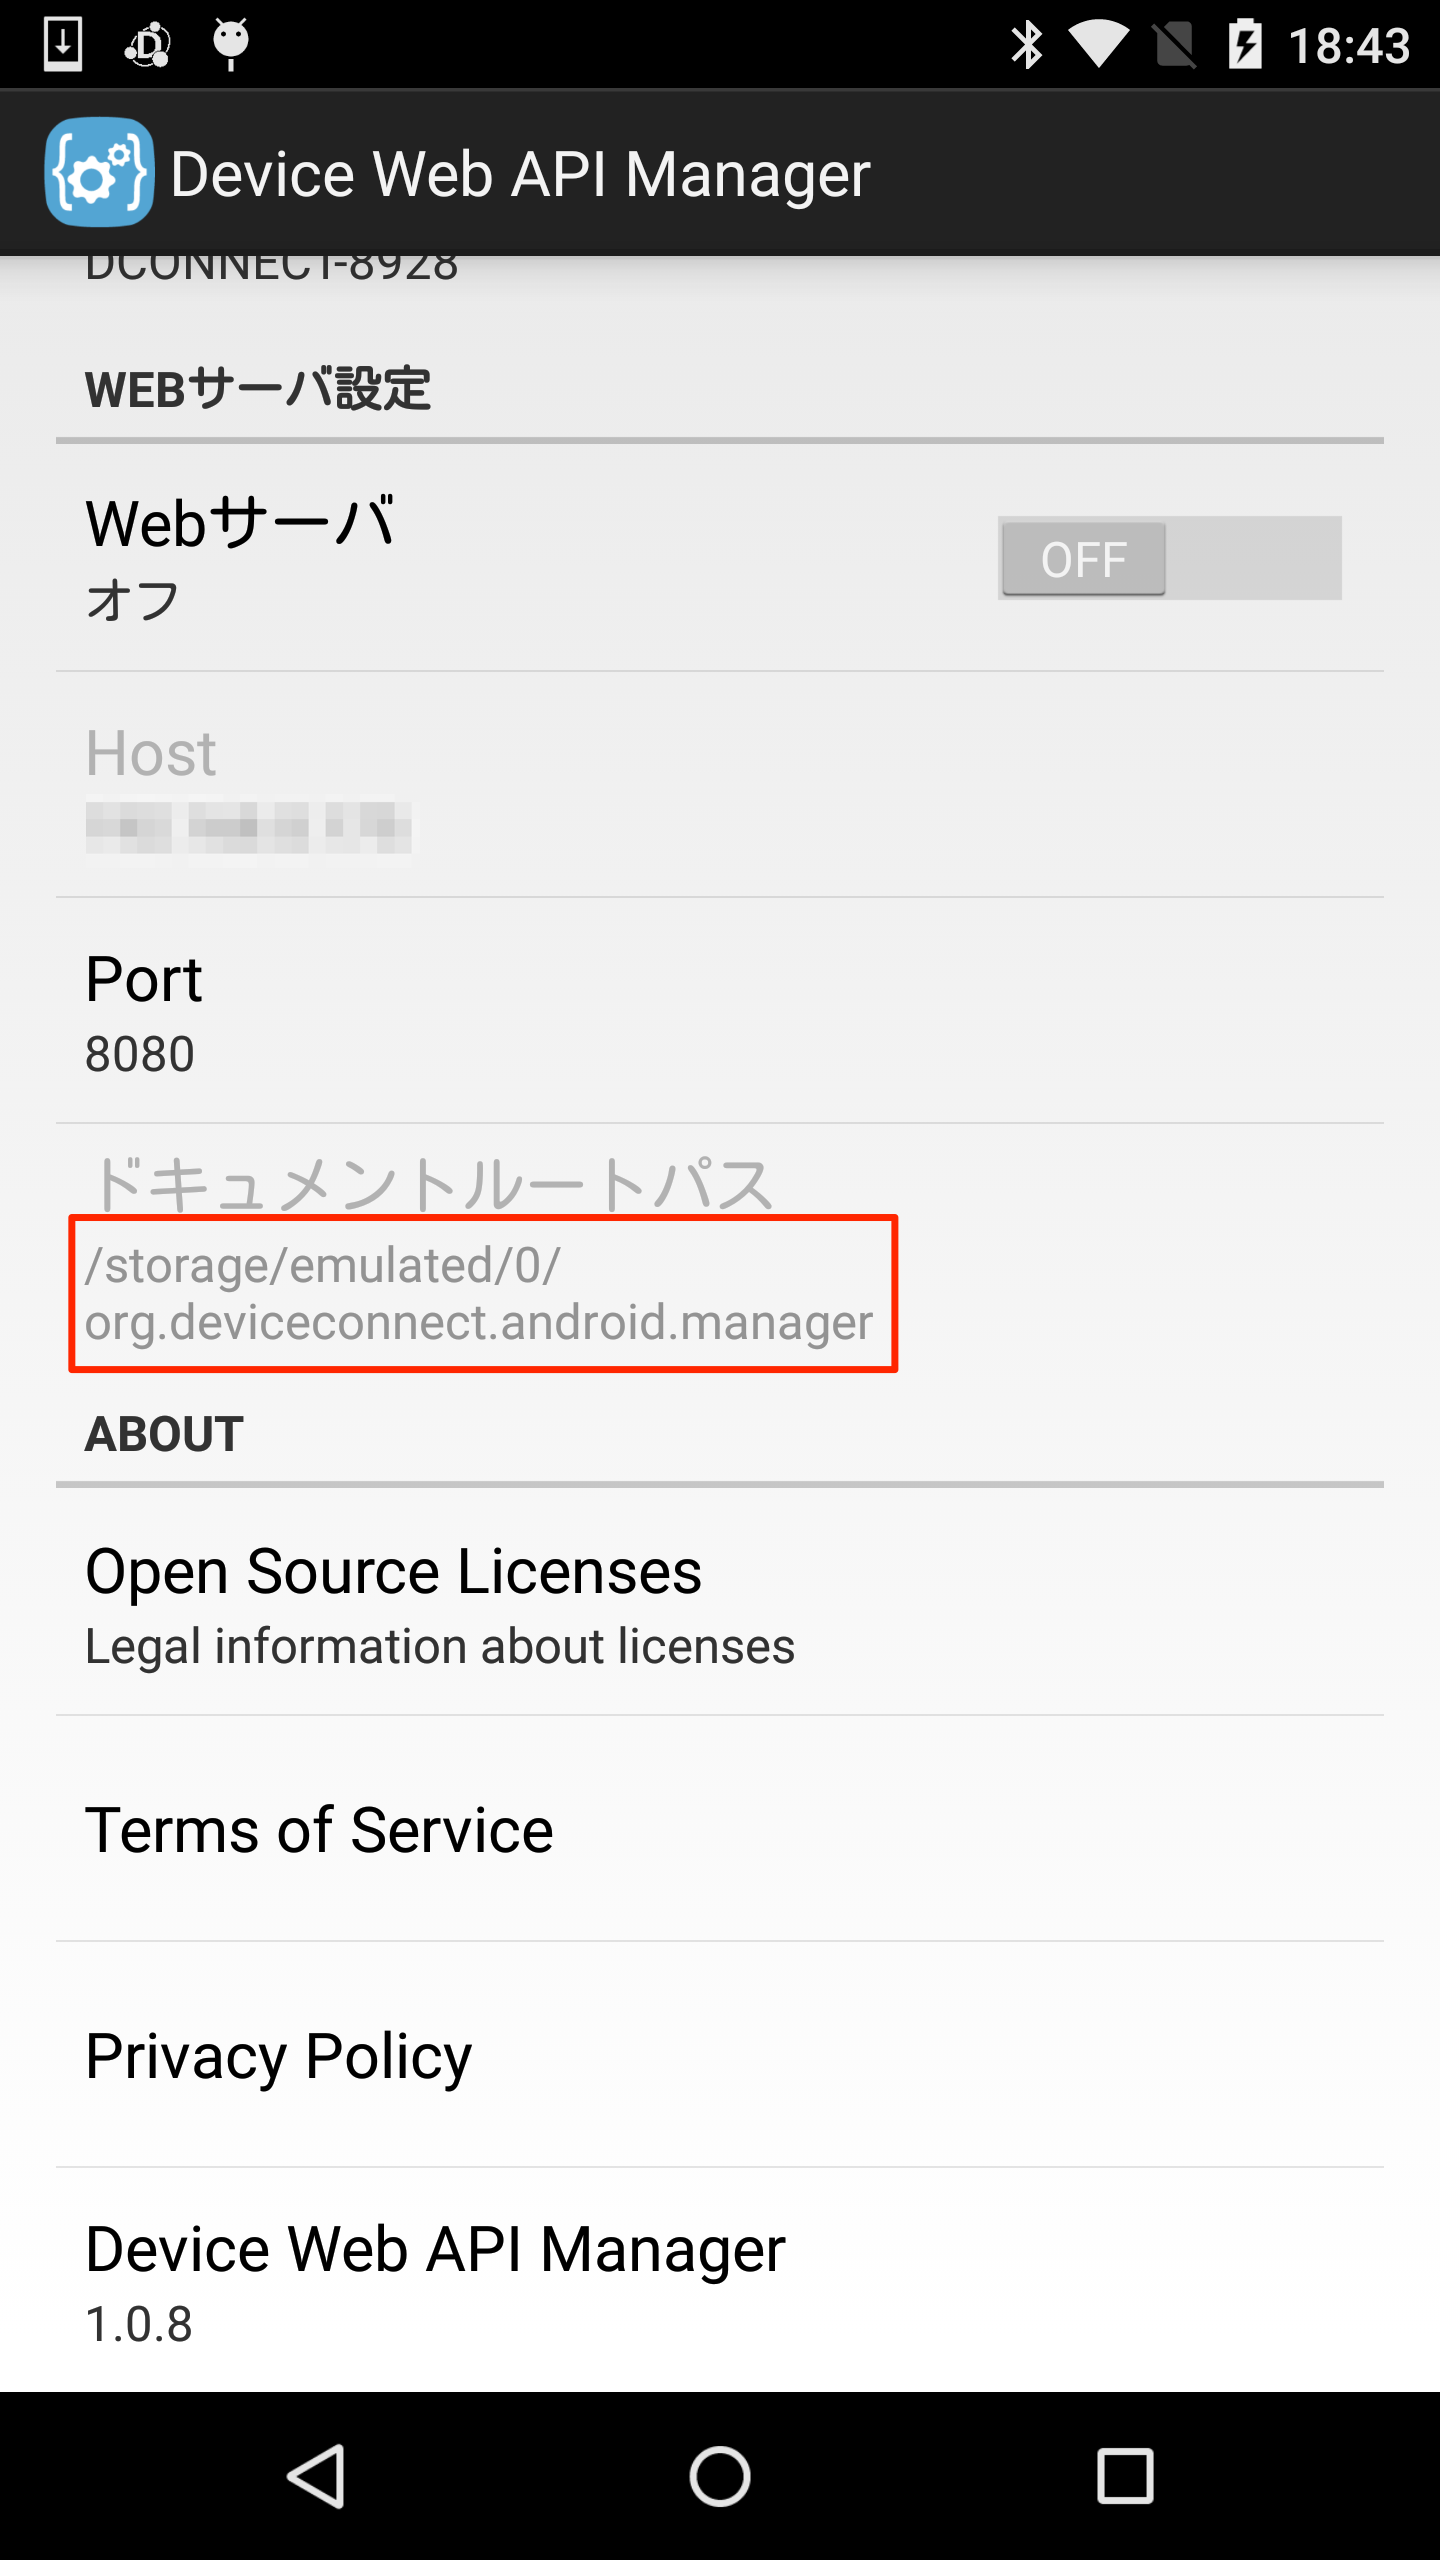 18:43
Device Web API Manager
DCONNECT-8928
WEBサーバ設定
Webサーバ
オフ
OFF
Host
Port
8080
ドキュメントルートパス
/storage/emulated/0/
org.deviceconnect.android.manager
ABOUT
Open Source Licenses
Legal information about licenses
Terms of Service
Privacy Policy
Device Web API Manager
1.0.8